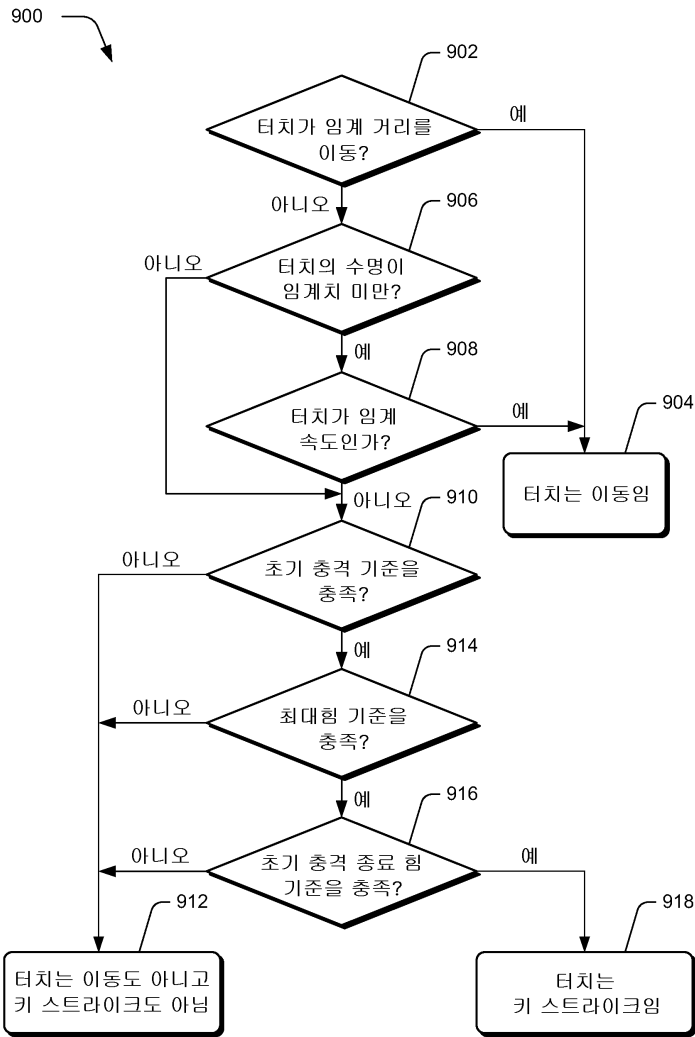 900
902
터치가 임계 거리를
이동?
예
아니오
906
터치의 수명이
임계치 미만?
아니오
예
908
터치가 임계
속도인가?
예
904
터치는 이동임
아니오
910
초기 충격 기준을
충족?
아니오
예
914
최대힘 기준을
충족?
아니오
예
916
초기 충격 종료 힘
기준을 충족?
아니오
예
912
터치는 이동도 아니고
키 스트라이크도 아님
918
터치는
키 스트라이크임